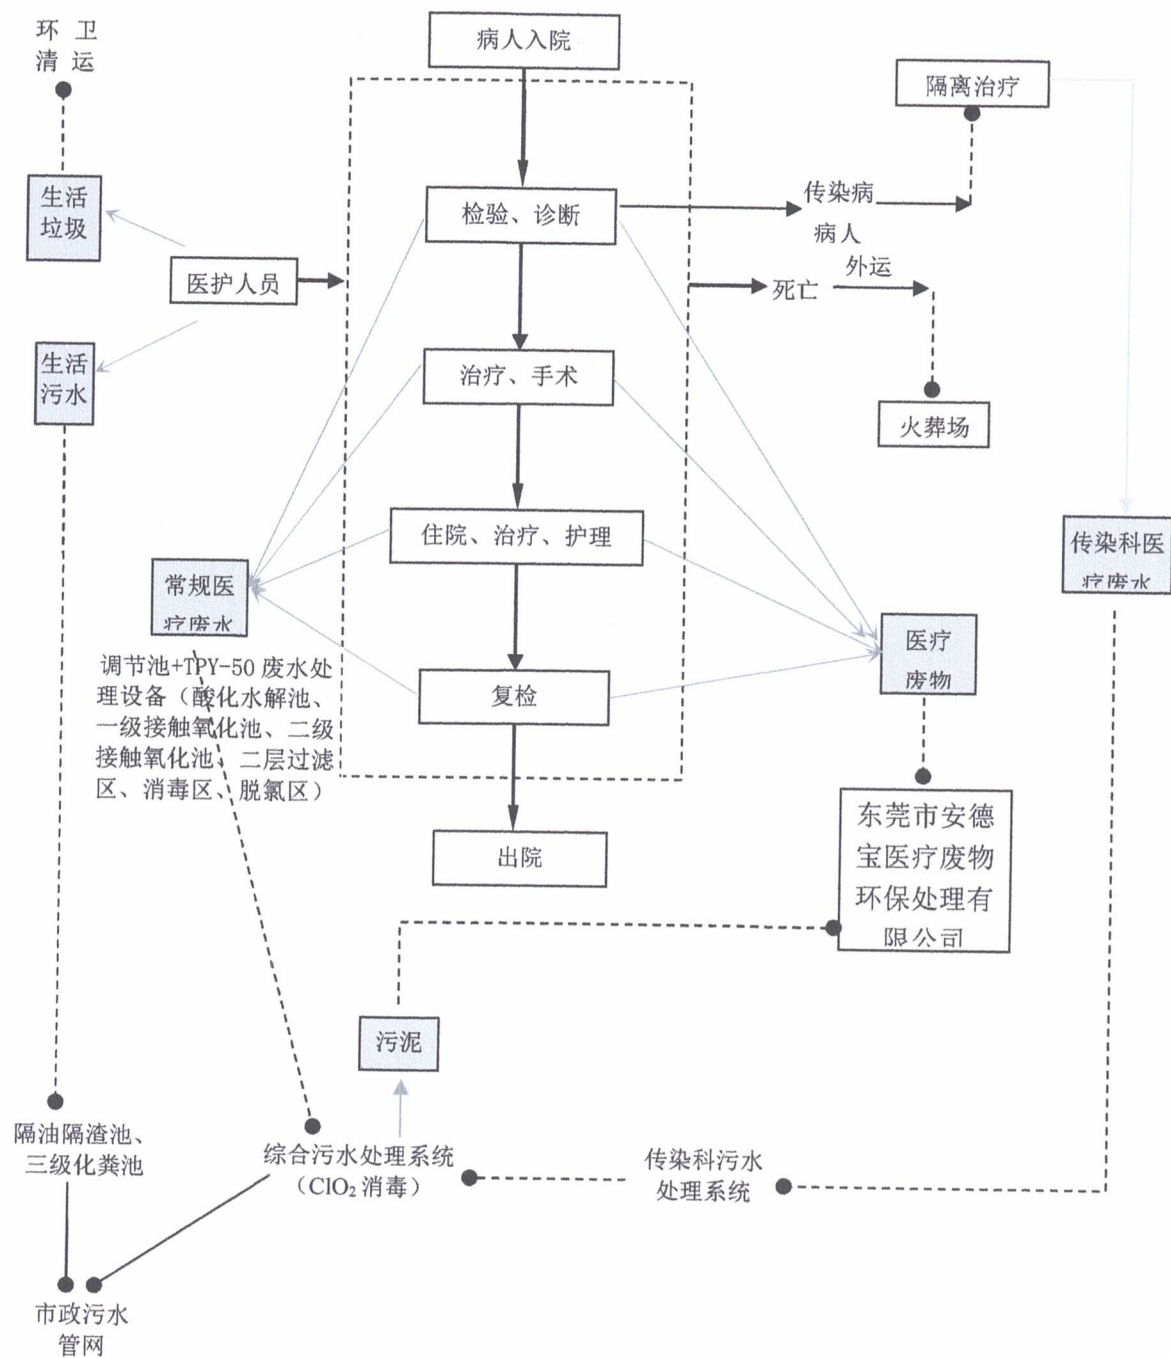 环 卫
清 运
病人入院
隔离治疗
生活
垃圾
检验、诊断
传染病
病人
医护人员
外运
死亡
生活
污水
治疗、手术
火葬场
住院、治疗、护理
传染科医
疗废水
常规医
疗废水
医疗
废物
调节池+TPY-50 废水处
理设备（酸化水解池、
一级接触氧化池、二级
接触氧化池、二层过滤
区、消毒区、脱氯区）
复检
出院
东莞市安德
宝医疗废物
环保处理有
限公司
污泥
隔油隔渣池、
三级化粪池
综合污水处理系统
（ClO₂ 消毒）
传染科污水
处理系统
市政污水
管网